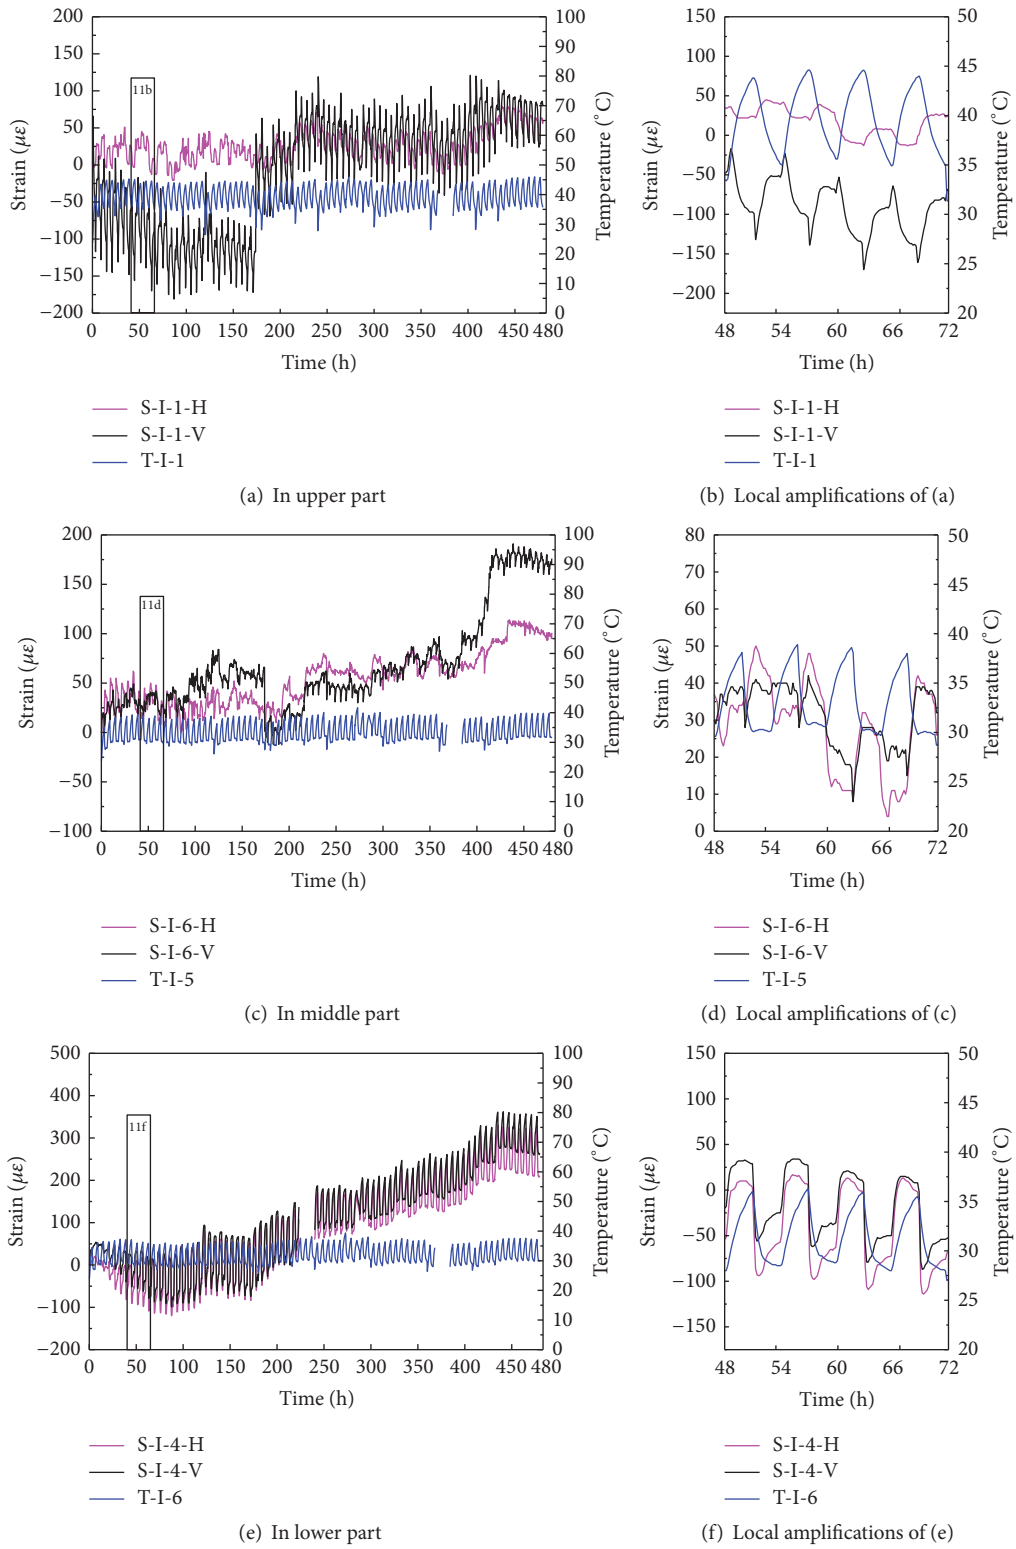 200
150
100
50
0
−50
−100
−150
−200
Strain (με)
11b
100
90
80
70
60
50
40
30
20
10
0
Temperature (°C)
0 50 100 150 200 250 300 350 400 450 480
Time (h)
S-I-1-H
S-I-1-V
T-I-1
(a) In upper part
150
100
50
0
−50
−100
−150
−200
Strain (με)
50
45
40
35
30
25
20
Temperature (°C)
48 54 60 66 72
Time (h)
S-I-1-H
S-I-1-V
T-I-1
(b) Local amplifications of (a)
200
150
100
50
0
−50
−100
Strain (με)
11d
100
90
80
70
60
50
40
30
20
10
0
Temperature (°C)
0 50 100 150 200 250 300 350 400 450 480
Time (h)
S-I-6-H
S-I-6-V
T-I-5
(c) In middle part
80
70
60
50
40
30
20
10
0
Strain (με)
50
45
40
35
30
25
20
Temperature (°C)
48 54 60 66 72
Time (h)
S-I-6-H
S-I-6-V
T-I-5
(d) Local amplifications of (c)
500
400
300
200
100
0
−100
−200
Strain (με)
11f
100
90
80
70
60
50
40
30
20
10
0
Temperature (°C)
0 50 100 150 200 250 300 350 400 450 480
Time (h)
S-I-4-H
S-I-4-V
T-I-6
(e) In lower part
150
100
50
0
−50
−100
−150
Strain (με)
50
45
40
35
30
25
20
Temperature (°C)
48 54 60 66 72
Time (h)
S-I-4-H
S-I-4-V
T-I-6
(f) Local amplifications of (e)